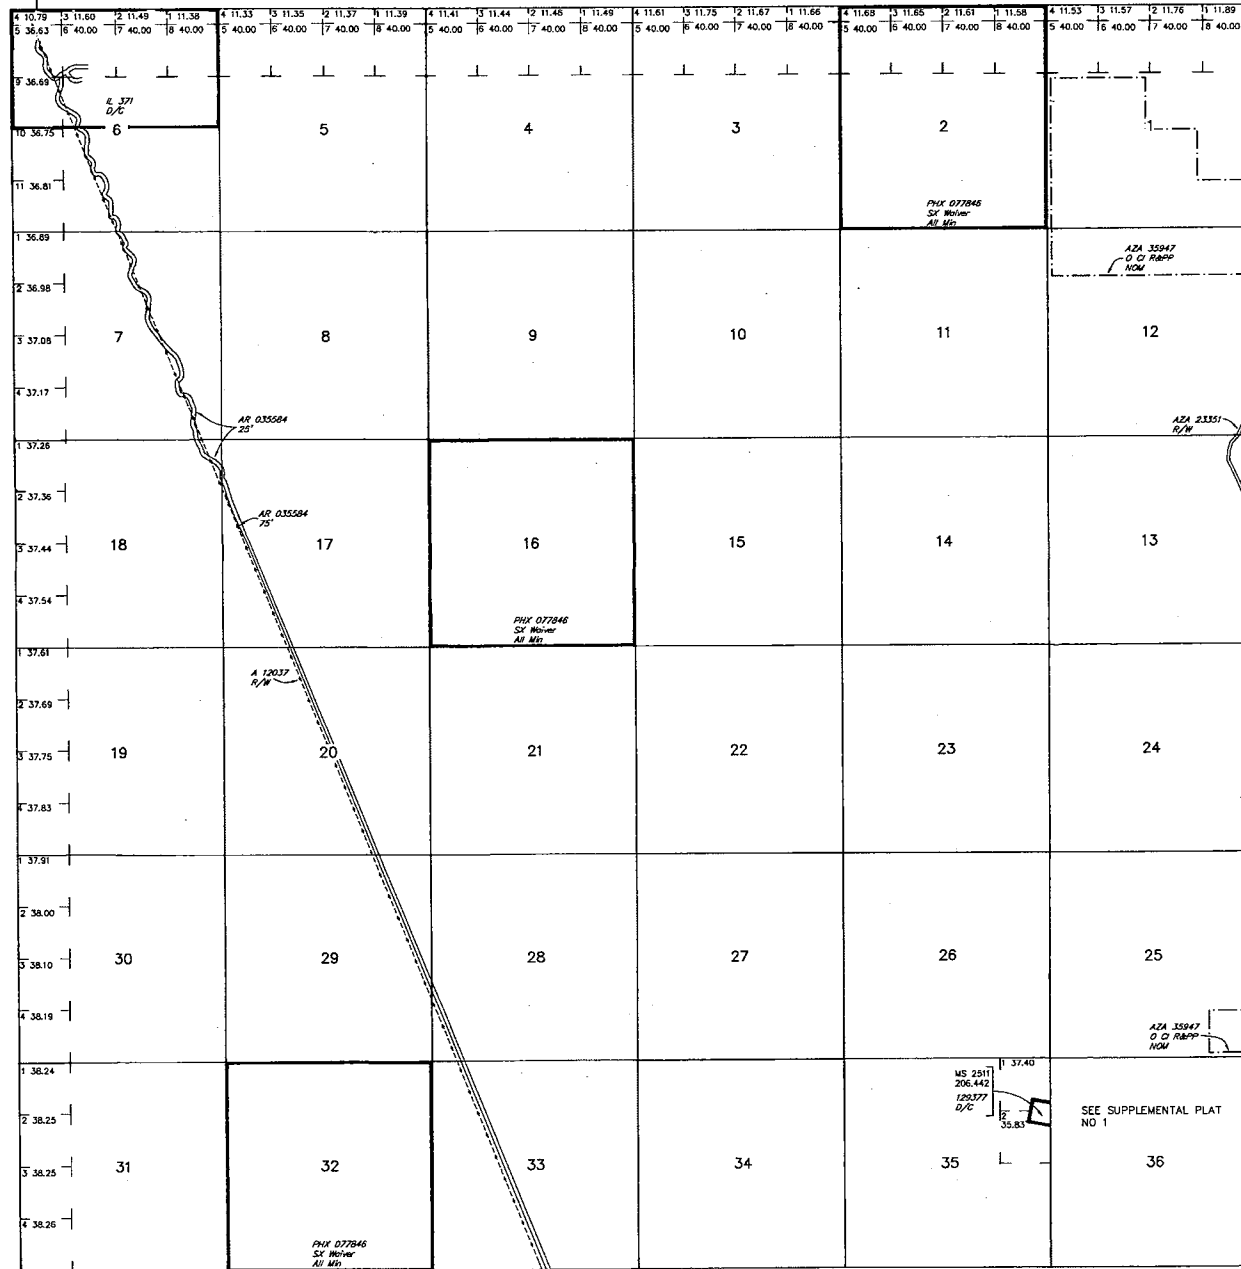 4 10.79 3 11.60 2 11.49 1 11.38 4 11.33 3 11.35 2 11.37 1 11.39 4 11.41 3 11.44 2 11.46 1 11.49 4 11.61 3 11.75 2 11.67 1 11.66 4 11.68 3 11.65 2 11.61 1 11.58 4 11.53 3 11.57 2 11.76 1 11.89
5 36.63 6 40.00 7 40.00 8 40.00 5 40.00 6 40.00 7 40.00 8 40.00 5 40.00 6 40.00 7 40.00 8 40.00 5 40.00 6 40.00 7 40.00 8 40.00 5 40.00 6 40.00 7 40.00 8 40.00 5 40.00 6 40.00 7 40.00 8 40.00
9 36.69
IL 371
D/C
10 36.75 6 5 4 3 2 1
11 36.81
PHX 077846
SX Waiver
All Min
1 36.89
AZA 35947
O Cl R&PP
NOM
2 36.98
3 37.08 7 8 9 10 11 12
4 37.17
AR 035584
25'
AZA 23351
R/W
1 37.26
2 37.36
AR 035584
75'
3 37.44 18 17 16 15 14 13
4 37.54
PHX 077846
SX Waiver
All Min
1 37.61
A 12037
R/W
2 37.69
3 37.75 19 20 21 22 23 24
4 37.83
1 37.91
2 38.00
3 38.10 30 29 28 27 26 25
4 38.19
AZA 35947
O Cl R&PP
NOM
1 38.24
1 37.40
MS 2511
206.442
129377
D/C
2 38.25
2
35.83
SEE SUPPLEMENTAL PLAT
NO 1
3 38.25 31 32 33 34 35 36
4 38.26
PHX 077846
SX Waiver
All Min